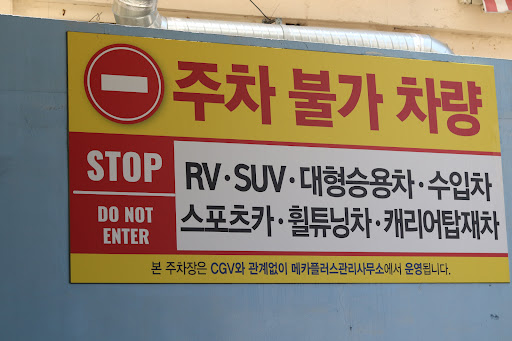 주차 불가 차량
STOP
DO NOT
ENTER
RV·SUV·대형승용차·수입차
스포츠카·휠튜닝차·캐리어탑재차
본 주차장은 CGV와 관계없이 메카플러스관리사무소에서 운영됩니다.